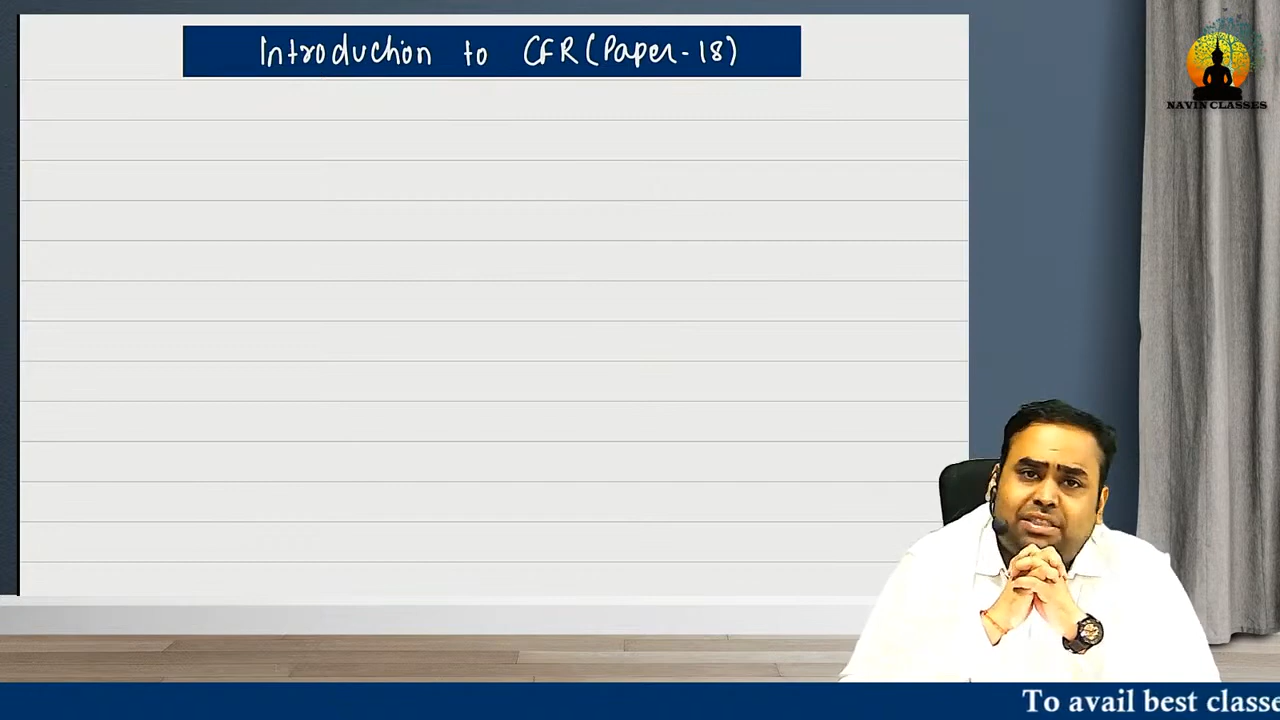 Introduction to CFR (Paper-18)
NAVIN CLASSES
To avail best classe